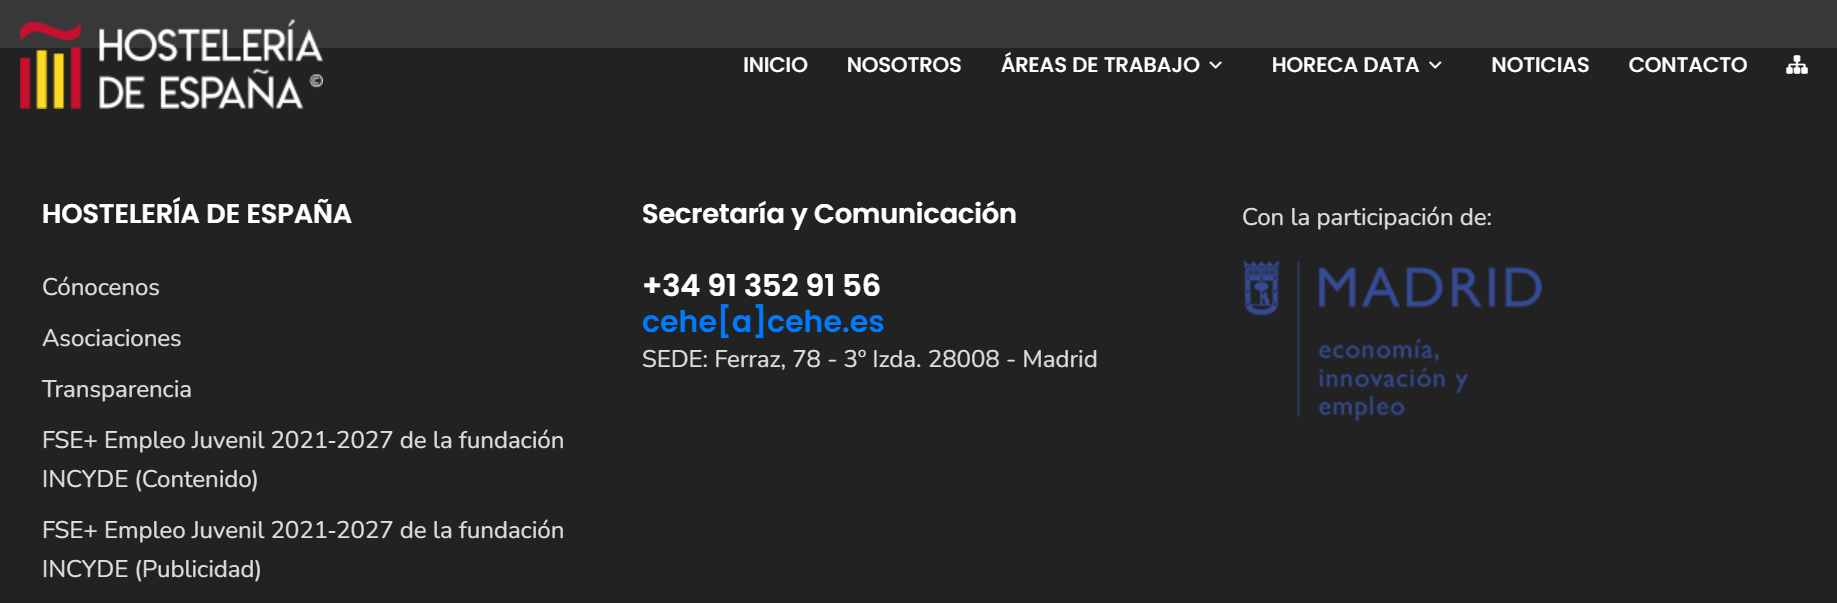 HOSTELERÍA
DE ESPAÑA ©
INICIO NOSOTROS ÁREAS DE TRABAJO HORECA DATA NOTICIAS CONTACTO
HOSTELERÍA DE ESPAÑA
Cónocenos
Asociaciones
Transparencia
FSE+ Empleo Juvenil 2021-2027 de la fundación
INCYDE (Contenido)
FSE+ Empleo Juvenil 2021-2027 de la fundación
INCYDE (Publicidad)
Secretaría y Comunicación
+34 91 352 91 56
cehe[a]cehe.es
SEDE: Ferraz, 78 - 3º Izda. 28008 - Madrid
Con la participación de:
MADRID
economía,
innovación y
empleo